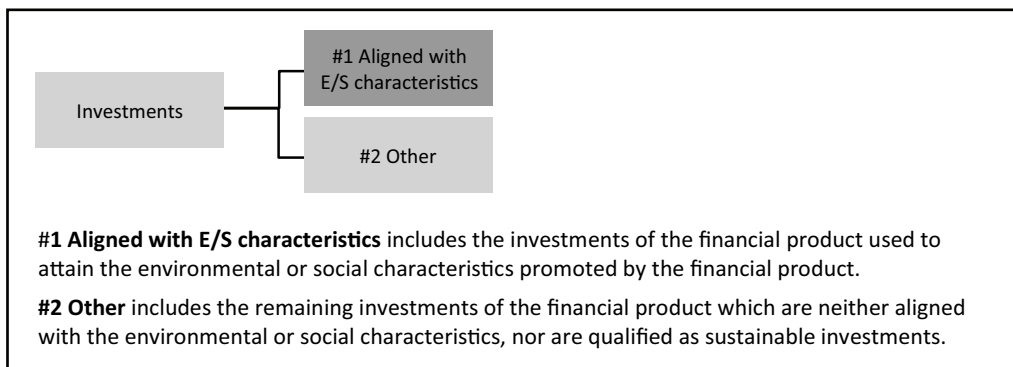 #1 Aligned with
E/S characteristics
Investments
#2 Other
#1 Aligned with E/S characteristics includes the investments of the financial product used to
attain the environmental or social characteristics promoted by the financial product.
#2 Other includes the remaining investments of the financial product which are neither aligned
with the environmental or social characteristics, nor are qualified as sustainable investments.